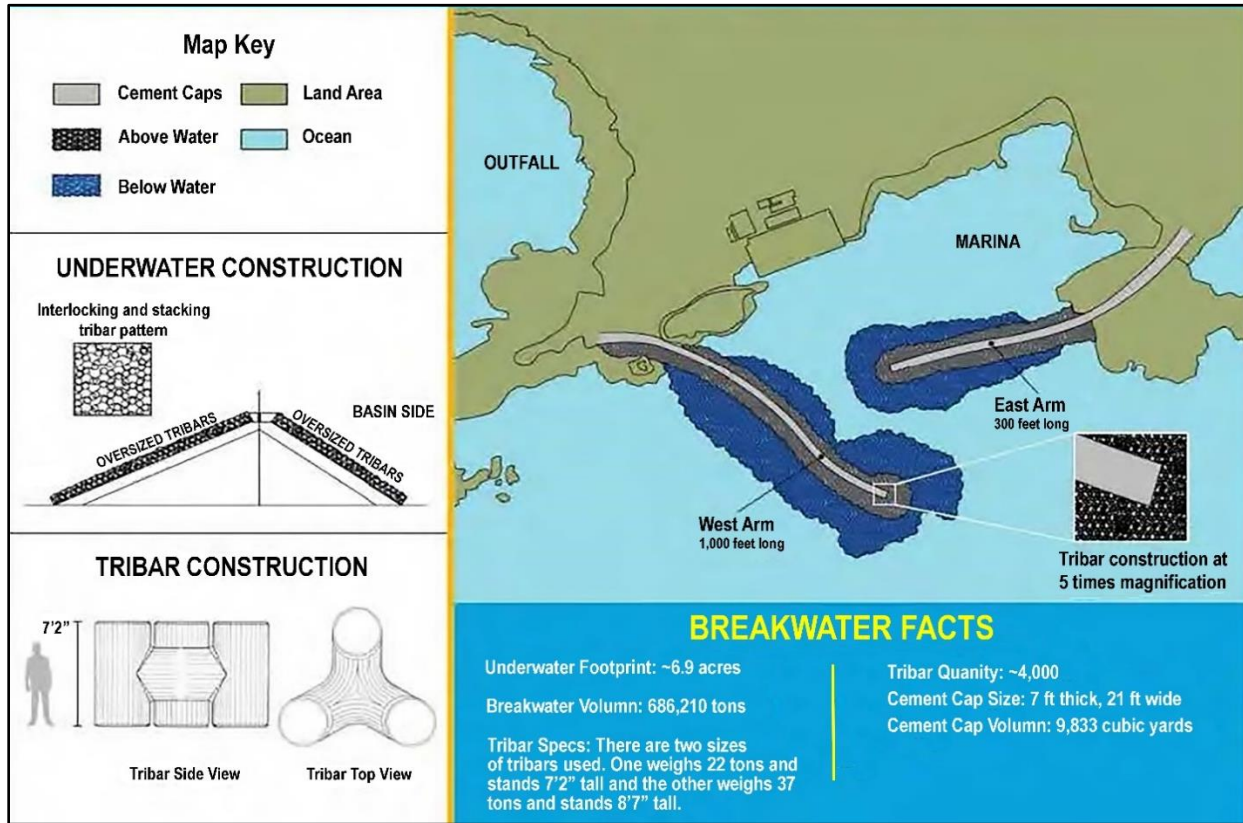 Map Key
Cement Caps
Land Area
Above Water
Ocean
Below Water
UNDERWATER CONSTRUCTION
Interlocking and stacking
tribar pattern
BASIN SIDE
OVERSIZED TRIBARS
OVERSIZED TRIBARS
TRIBAR CONSTRUCTION
7'2"
Tribar Side View
Tribar Top View
OUTFALL
MARINA
East Arm
300 feet long
West Arm
1,000 feet long
Tribar construction at
5 times magnification
BREAKWATER FACTS
Underwater Footprint: ~6.9 acres
Breakwater Volumn: 686,210 tons
Tribar Specs: There are two sizes
of tribars used. One weighs 22 tons and
stands 7'2" tall and the other weighs 37
tons and stands 8'7" tall.
Tribar Quanity: ~4,000
Cement Cap Size: 7 ft thick, 21 ft wide
Cement Cap Volumn: 9,833 cubic yards